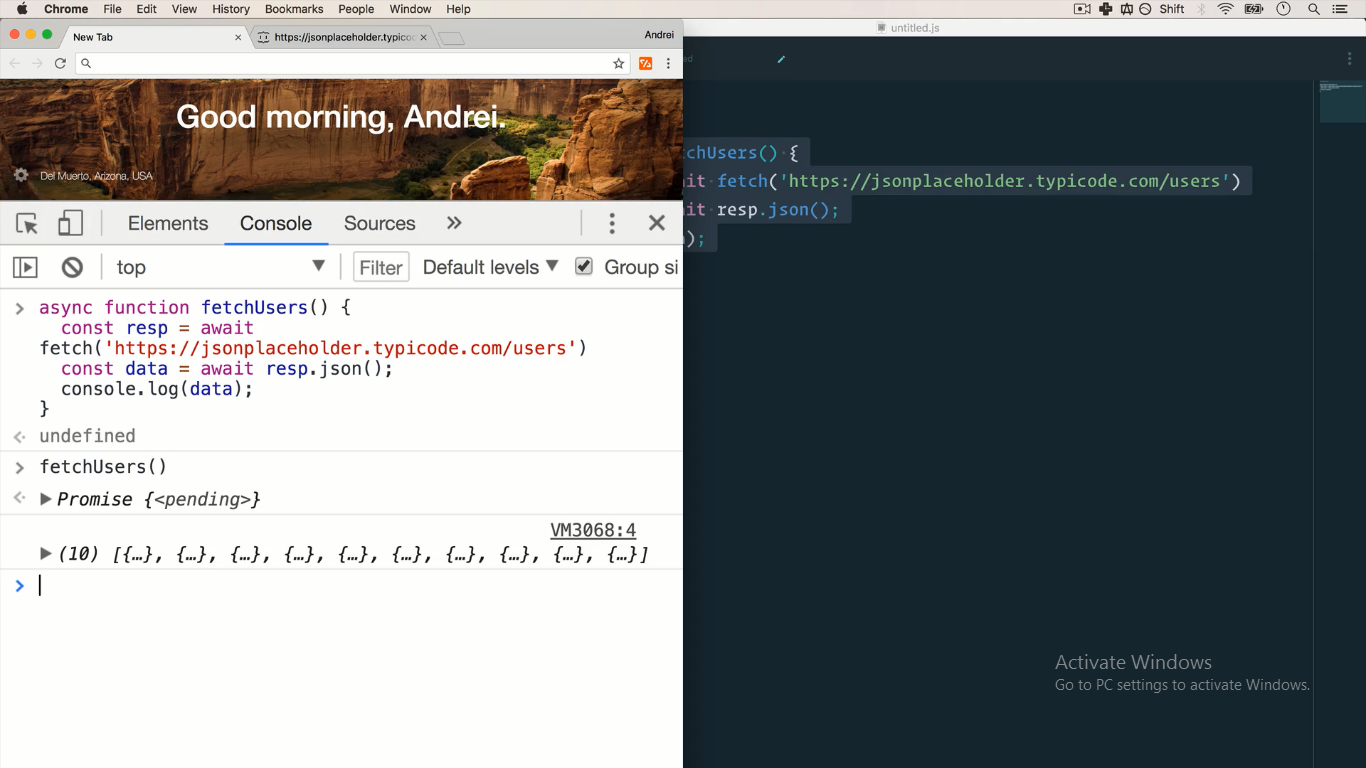 Chrome File Edit View History Bookmarks People Window Help Shift
untitled.js
New Tab https://jsonplaceholder.typico Andrei
Good morning, Andrei.
Del Muerto, Arizona, USA
Elements Console Sources
top Filter Default levels Group si
async function fetchUsers() {
const resp = await
fetch('https://jsonplaceholder.typicode.com/users')
const data = await resp.json();
console.log(data);
}
undefined
fetchUsers()
Promise {<pending>}
VM3068:4
(10) [{…}, {…}, {…}, {…}, {…}, {…}, {…}, {…}, {…}, {…}]
ed
chUsers() {
it fetch('https://jsonplaceholder.typicode.com/users')
it resp.json();
);
Activate Windows
Go to PC settings to activate Windows.